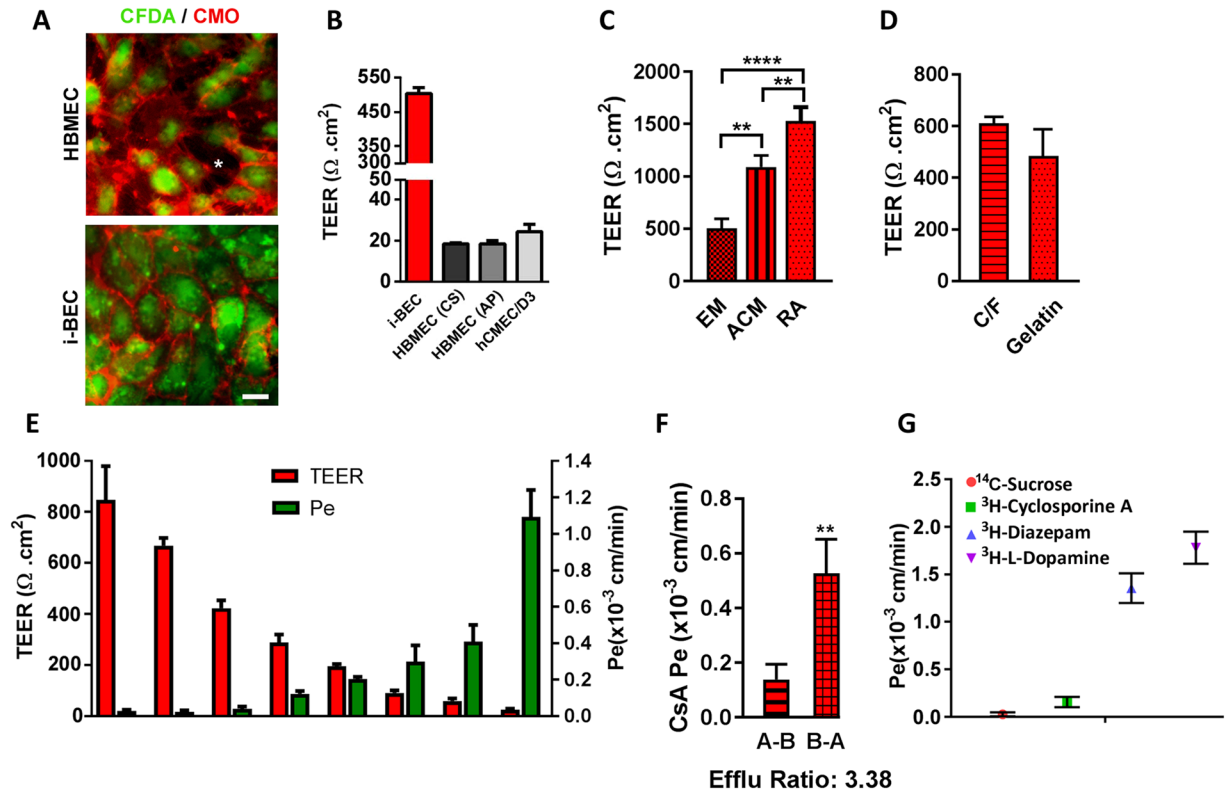 A
CFDA / CMO
HBMEC
*
i-BEC
B
TEER (Ω .cm²)
550
500
450
400
350
300
50
40
20
0
i-BEC
HBMEC (CS)
HBMEC (AP)
hCMEC/D3
C
TEER (Ω .cm²)
2000
1500
1000
500
0
****
**
**
EM
ACM
RA
D
TEER (Ω .cm²)
800
600
400
200
0
C/F
Gelatin
E
TEER (Ω .cm²)
1000
800
600
400
200
0
TEER
Pe
1.4
1.2
1.0
0.8
0.6
0.4
0.2
0.0
Pe(x10⁻³ cm/min)
F
CsA Pe (x10⁻³ cm/min)
0.8
0.6
0.4
0.2
0.0
**
A-B
B-A
Efflu Ratio: 3.38
G
Pe(x10⁻³ cm/min)
2.5
2.0
1.5
1.0
0.5
0.0
¹⁴C-Sucrose
³H-Cyclosporine A
³H-Diazepam
³H-L-Dopamine